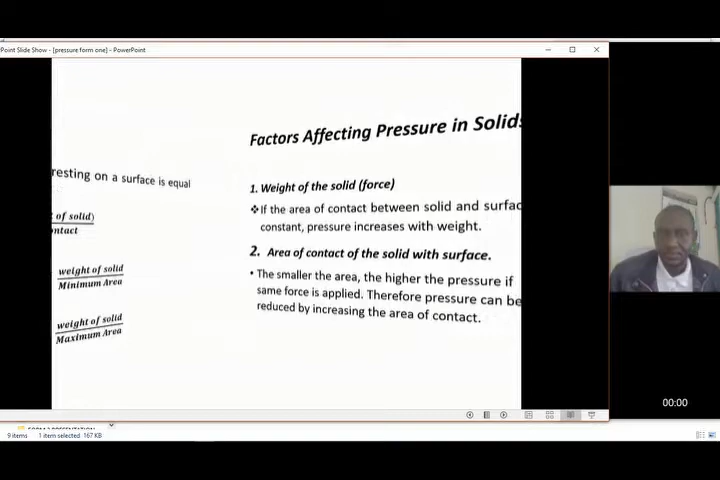 Point Slide Show - [pressure form one] - PowerPoint
resting on a surface is equal
of solid)
ontact
weight of solid
Minimum Area
weight of solid
Maximum Area
Factors Affecting Pressure in Solids
1. Weight of the solid (force)
❖If the area of contact between solid and surfac
constant, pressure increases with weight.
2. Area of contact of the solid with surface.
• The smaller the area, the higher the pressure if
same force is applied. Therefore pressure can be
reduced by increasing the area of contact.
00:00
9 items 1 item selected 167 KB